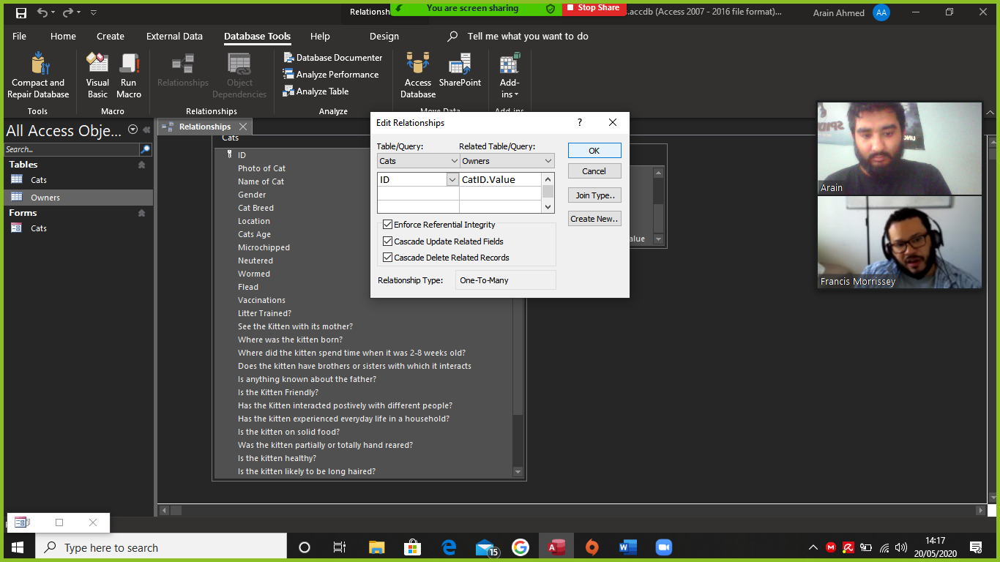 Relationsh
You are screen sharing
Stop Share
s.accdb (Access 2007 - 2016 file format)...
Arain Ahmed
AA
File
Home
Create
External Data
Database Tools
Help
Design
Tell me what you want to do
Compact and
Repair Database
Tools
Visual
Basic
Run
Macro
Macro
Relationships
Object
Dependencies
Relationships
Database Documenter
Analyze Performance
Analyze Table
Analyze
Access
Database
SharePoint
Move Data
Add-
ins
Add-ins
All Access Obje...
Search...
Tables
Cats
Owners
Forms
Cats
Relationships
Cats
ID
Photo of Cat
Name of Cat
Gender
Cat Breed
Location
Cats Age
Microchipped
Neutered
Wormed
Flead
Vaccinations
Litter Trained?
See the Kitten with its mother?
Where was the kitten born?
Where did the kitten spend time when it was 2-8 weeks old?
Does the kitten have brothers or sisters with which it interacts
Is anything known about the father?
Is the Kitten Friendly?
Has the Kitten interacted postively with different people?
Has the kitten experienced everyday life in a household?
Is the kitten on solid food?
Was the kitten partially or totally hand reared?
Is the kitten healthy?
Is the kitten likely to be long haired?
Edit Relationships
?
Table/Query:
Related Table/Query:
Cats
Owners
ID
CatID.Value
Enforce Referential Integrity
Cascade Update Related Fields
Cascade Delete Related Records
Relationship Type:
One-To-Many
OK
Cancel
Join Type..
Create New..
alue
Arain
Francis Morrissey
Type here to search
15
14:17
20/05/2020